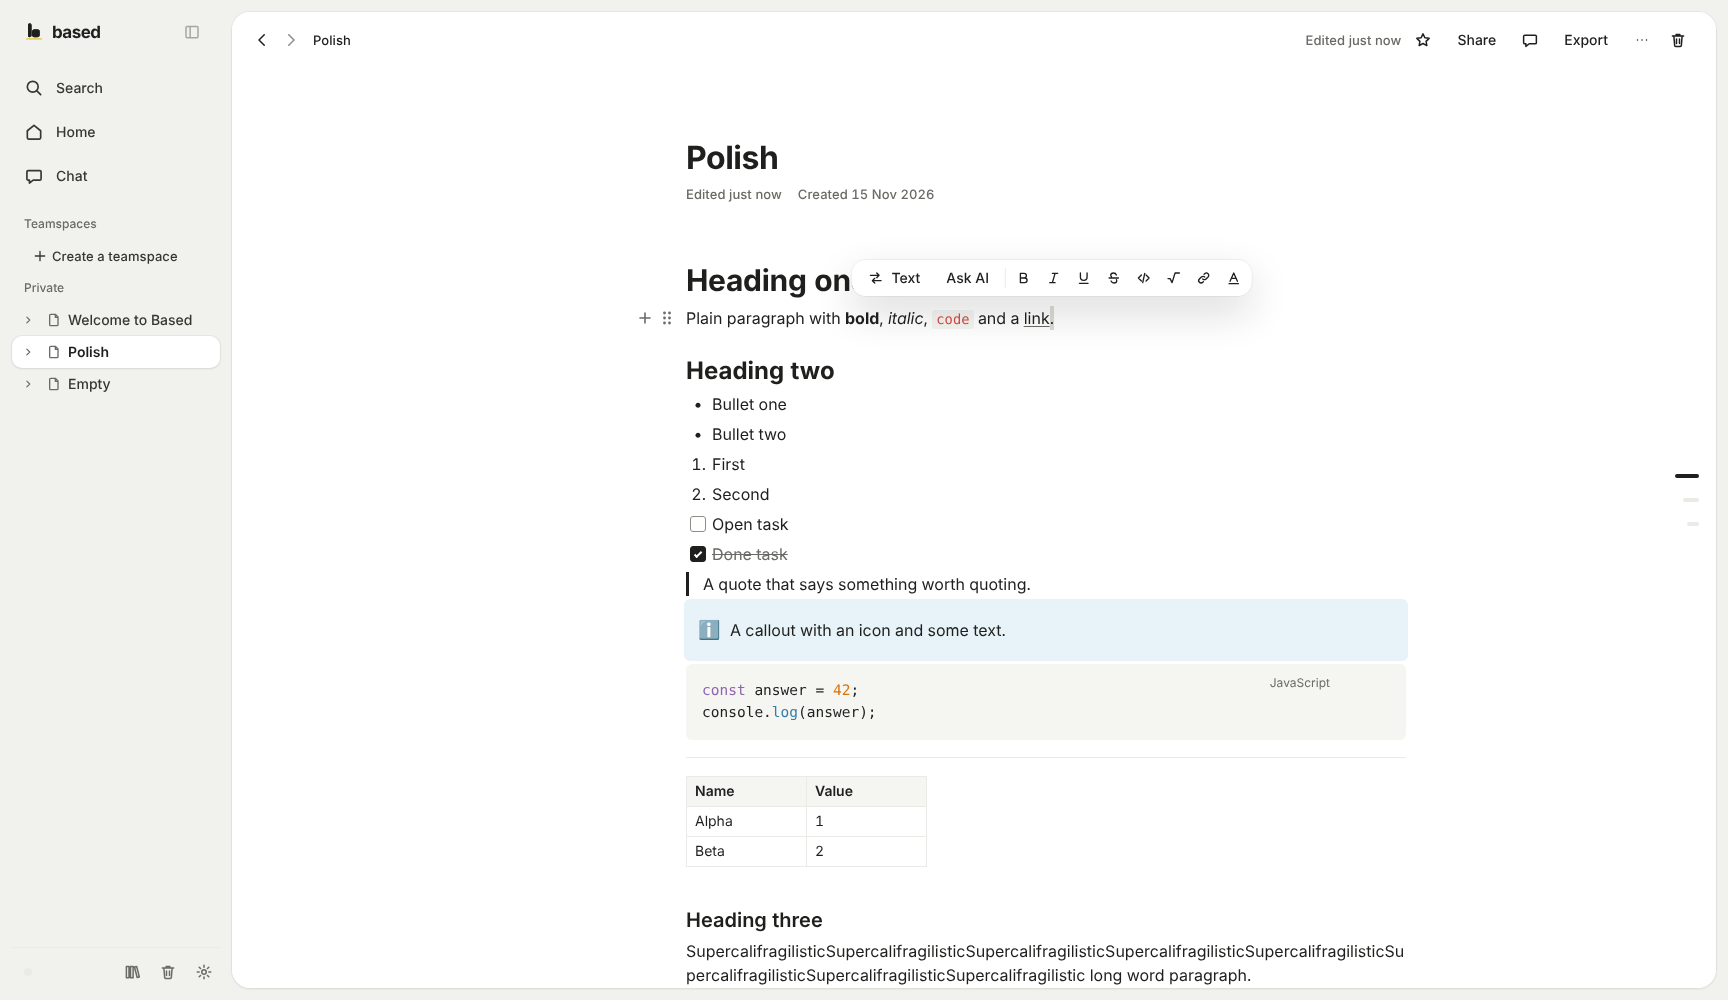 based
Search
Home
Chat
Teamspaces
Create a teamspace
Private
Welcome to Based
Polish
Empty
Polish
Edited just now
Share
Export
Polish
Edited just now Created 15 Nov 2026
Heading on
Text Ask AI
Plain paragraph with bold, italic, code and a link.
Heading two
• Bullet one
• Bullet two
1. First
2. Second
Open task
Done task
A quote that says something worth quoting.
A callout with an icon and some text.
JavaScript
const answer = 42;
console.log(answer);
Name Value
Alpha 1
Beta 2
Heading three
SupercalifragilisticSupercalifragilisticSupercalifragilisticSupercalifragilisticSupercalifragilisticSu
percalifragilisticSupercalifragilisticSupercalifragilistic long word paragraph.